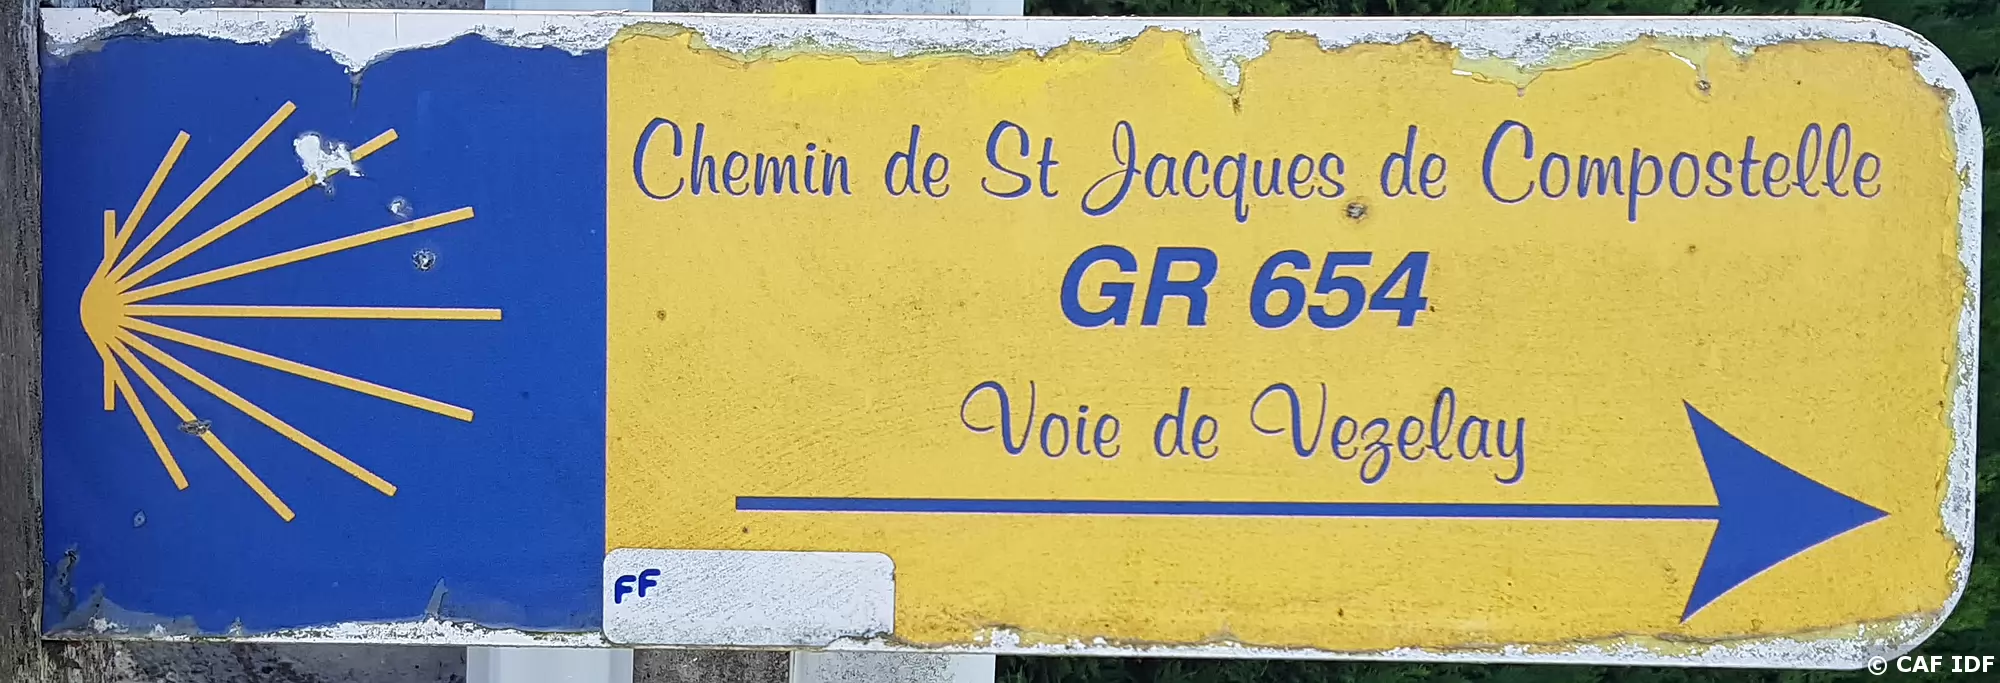 Chemin de St Jacques de Compostelle
GR 654
Voie de Vezelay
FF
© CAF IDF